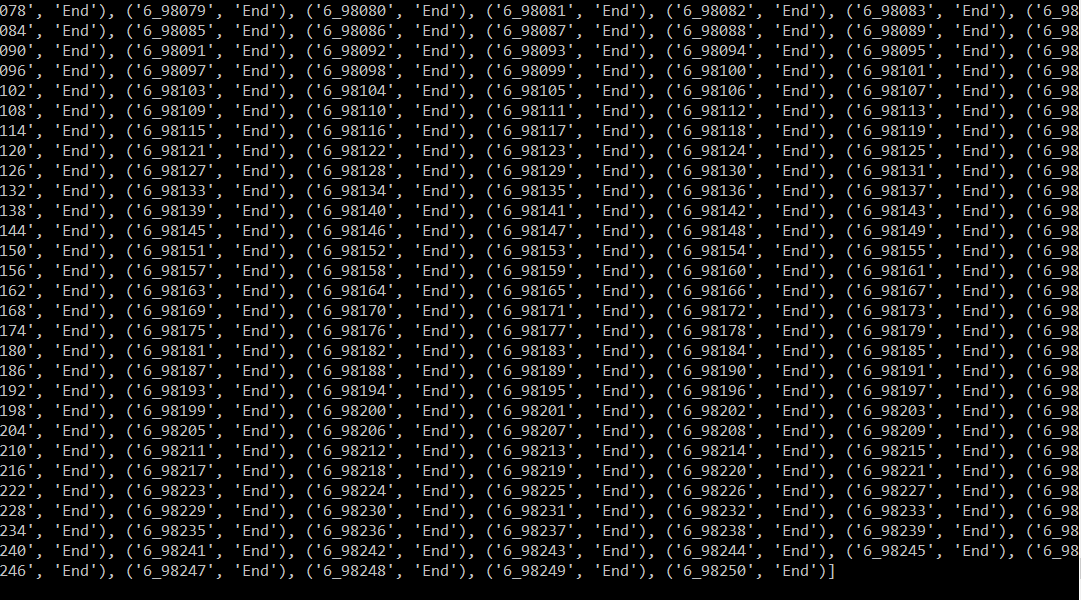 078', 'End'), ('6_98079', 'End'), ('6_98080', 'End'), ('6_98081', 'End'), ('6_98082', 'End'), ('6_98083', 'End'), ('6_98
084', 'End'), ('6_98085', 'End'), ('6_98086', 'End'), ('6_98087', 'End'), ('6_98088', 'End'), ('6_98089', 'End'), ('6_98
090', 'End'), ('6_98091', 'End'), ('6_98092', 'End'), ('6_98093', 'End'), ('6_98094', 'End'), ('6_98095', 'End'), ('6_98
096', 'End'), ('6_98097', 'End'), ('6_98098', 'End'), ('6_98099', 'End'), ('6_98100', 'End'), ('6_98101', 'End'), ('6_98
102', 'End'), ('6_98103', 'End'), ('6_98104', 'End'), ('6_98105', 'End'), ('6_98106', 'End'), ('6_98107', 'End'), ('6_98
108', 'End'), ('6_98109', 'End'), ('6_98110', 'End'), ('6_98111', 'End'), ('6_98112', 'End'), ('6_98113', 'End'), ('6_98
114', 'End'), ('6_98115', 'End'), ('6_98116', 'End'), ('6_98117', 'End'), ('6_98118', 'End'), ('6_98119', 'End'), ('6_98
120', 'End'), ('6_98121', 'End'), ('6_98122', 'End'), ('6_98123', 'End'), ('6_98124', 'End'), ('6_98125', 'End'), ('6_98
126', 'End'), ('6_98127', 'End'), ('6_98128', 'End'), ('6_98129', 'End'), ('6_98130', 'End'), ('6_98131', 'End'), ('6_98
132', 'End'), ('6_98133', 'End'), ('6_98134', 'End'), ('6_98135', 'End'), ('6_98136', 'End'), ('6_98137', 'End'), ('6_98
138', 'End'), ('6_98139', 'End'), ('6_98140', 'End'), ('6_98141', 'End'), ('6_98142', 'End'), ('6_98143', 'End'), ('6_98
144', 'End'), ('6_98145', 'End'), ('6_98146', 'End'), ('6_98147', 'End'), ('6_98148', 'End'), ('6_98149', 'End'), ('6_98
150', 'End'), ('6_98151', 'End'), ('6_98152', 'End'), ('6_98153', 'End'), ('6_98154', 'End'), ('6_98155', 'End'), ('6_98
156', 'End'), ('6_98157', 'End'), ('6_98158', 'End'), ('6_98159', 'End'), ('6_98160', 'End'), ('6_98161', 'End'), ('6_98
162', 'End'), ('6_98163', 'End'), ('6_98164', 'End'), ('6_98165', 'End'), ('6_98166', 'End'), ('6_98167', 'End'), ('6_98
168', 'End'), ('6_98169', 'End'), ('6_98170', 'End'), ('6_98171', 'End'), ('6_98172', 'End'), ('6_98173', 'End'), ('6_98
174', 'End'), ('6_98175', 'End'), ('6_98176', 'End'), ('6_98177', 'End'), ('6_98178', 'End'), ('6_98179', 'End'), ('6_98
180', 'End'), ('6_98181', 'End'), ('6_98182', 'End'), ('6_98183', 'End'), ('6_98184', 'End'), ('6_98185', 'End'), ('6_98
186', 'End'), ('6_98187', 'End'), ('6_98188', 'End'), ('6_98189', 'End'), ('6_98190', 'End'), ('6_98191', 'End'), ('6_98
192', 'End'), ('6_98193', 'End'), ('6_98194', 'End'), ('6_98195', 'End'), ('6_98196', 'End'), ('6_98197', 'End'), ('6_98
198', 'End'), ('6_98199', 'End'), ('6_98200', 'End'), ('6_98201', 'End'), ('6_98202', 'End'), ('6_98203', 'End'), ('6_98
204', 'End'), ('6_98205', 'End'), ('6_98206', 'End'), ('6_98207', 'End'), ('6_98208', 'End'), ('6_98209', 'End'), ('6_98
210', 'End'), ('6_98211', 'End'), ('6_98212', 'End'), ('6_98213', 'End'), ('6_98214', 'End'), ('6_98215', 'End'), ('6_98
216', 'End'), ('6_98217', 'End'), ('6_98218', 'End'), ('6_98219', 'End'), ('6_98220', 'End'), ('6_98221', 'End'), ('6_98
222', 'End'), ('6_98223', 'End'), ('6_98224', 'End'), ('6_98225', 'End'), ('6_98226', 'End'), ('6_98227', 'End'), ('6_98
228', 'End'), ('6_98229', 'End'), ('6_98230', 'End'), ('6_98231', 'End'), ('6_98232', 'End'), ('6_98233', 'End'), ('6_98
234', 'End'), ('6_98235', 'End'), ('6_98236', 'End'), ('6_98237', 'End'), ('6_98238', 'End'), ('6_98239', 'End'), ('6_98
240', 'End'), ('6_98241', 'End'), ('6_98242', 'End'), ('6_98243', 'End'), ('6_98244', 'End'), ('6_98245', 'End'), ('6_98
246', 'End'), ('6_98247', 'End'), ('6_98248', 'End'), ('6_98249', 'End'), ('6_98250', 'End')]